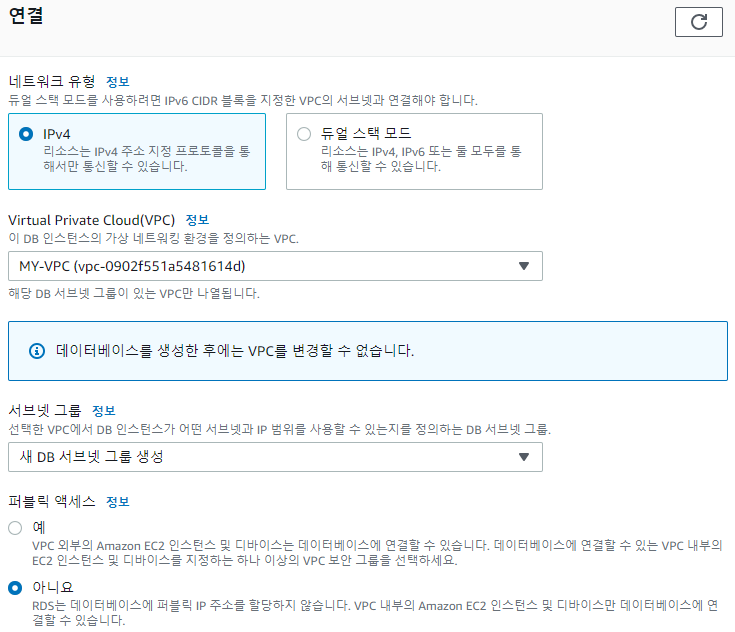 연결
네트워크 유형 정보
듀얼 스택 모드를 사용하려면 IPv6 CIDR 블록을 지정한 VPC의 서브넷과 연결해야 합니다.
IPv4
리소스는 IPv4 주소 지정 프로토콜을 통
해서만 통신할 수 있습니다.
듀얼 스택 모드
리소스는 IPv4, IPv6 또는 둘 모두를 통
해 통신할 수 있습니다.
Virtual Private Cloud(VPC) 정보
이 DB 인스턴스의 가상 네트워킹 환경을 정의하는 VPC.
MY-VPC (vpc-0902f551a5481614d)
해당 DB 서브넷 그룹이 있는 VPC만 나열됩니다.
데이터베이스를 생성한 후에는 VPC를 변경할 수 없습니다.
서브넷 그룹 정보
선택한 VPC에서 DB 인스턴스가 어떤 서브넷과 IP 범위를 사용할 수 있는지를 정의하는 DB 서브넷 그룹.
새 DB 서브넷 그룹 생성
퍼블릭 액세스 정보
예
VPC 외부의 Amazon EC2 인스턴스 및 디바이스는 데이터베이스에 연결할 수 있습니다. 데이터베이스에 연결할 수 있는 VPC 내부의
EC2 인스턴스 및 디바이스를 지정하는 하나 이상의 VPC 보안 그룹을 선택하세요.
아니요
RDS는 데이터베이스에 퍼블릭 IP 주소를 할당하지 않습니다. VPC 내부의 Amazon EC2 인스턴스 및 디바이스만 데이터베이스에 연
결할 수 있습니다.